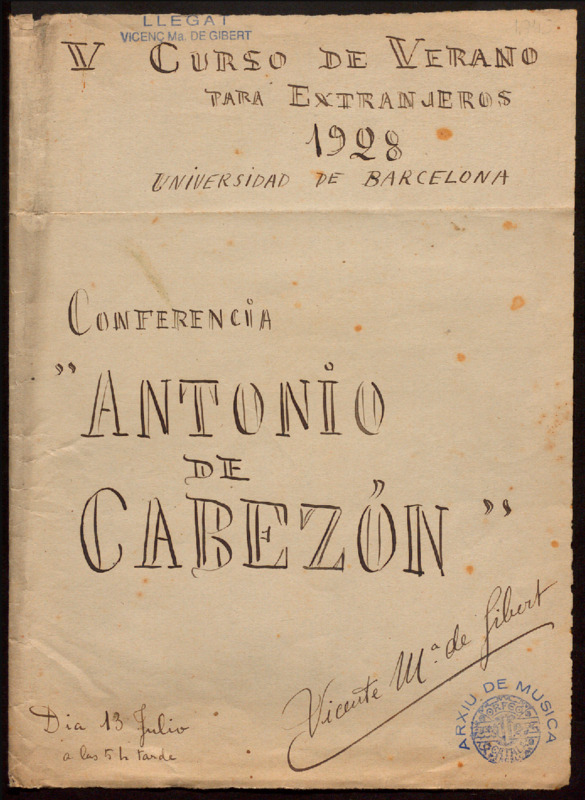 LLEGAT
VICENÇ Ma. DE GIBERT
V CURSO DE VERANO
PARA EXTRANJEROS
1928
UNIVERSIDAD DE BARCELONA
CONFERENCIA
"ANTONIO
DE
CABEZÓN"
Vicente Mª. de Gibert
Dia 13 Julio
a las 5 h tarde
ARXIU DE MUSICA
ORFEÓ